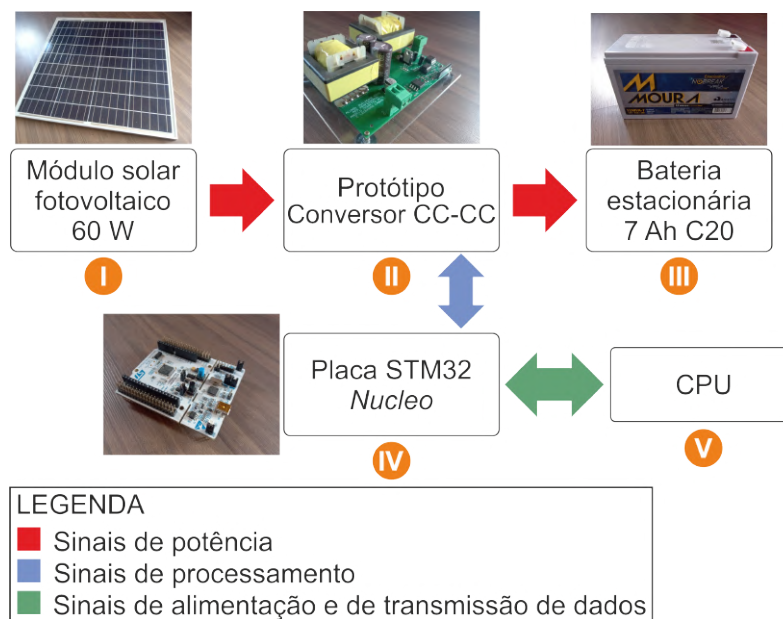 MOURA
Módulo solar
fotovoltaico
60 W
Protótipo
Conversor CC-CC
Bateria
estacionária
7 Ah C20
I
II
III
Placa STM32
Nucleo
CPU
IV
V
LEGENDA
Sinais de potência
Sinais de processamento
Sinais de alimentação e de transmissão de dados